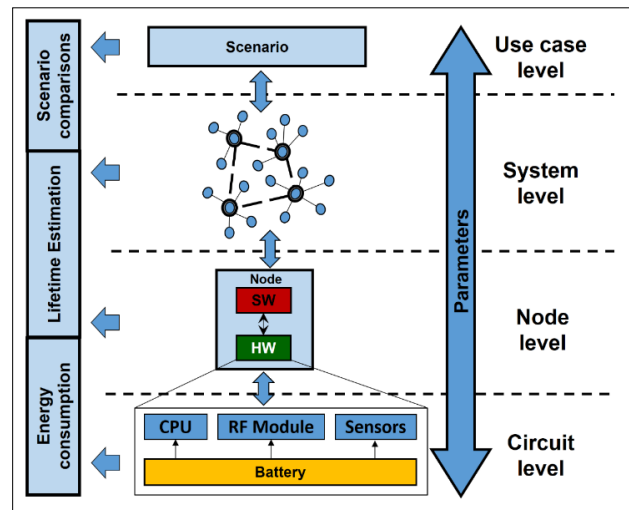 Scenario
comparisons
Lifetime Estimation
Energy
consumption
Scenario
Node
SW
HW
CPU
RF Module
Sensors
Battery
Parameters
Use case
level
System
level
Node
level
Circuit
level